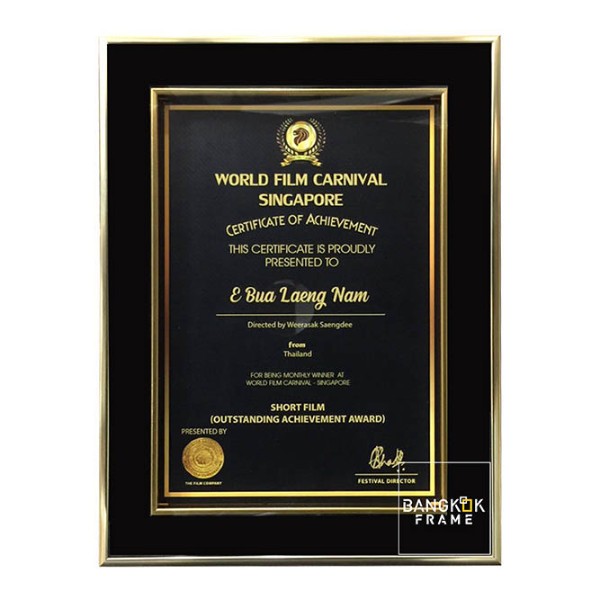 WORLD FILM CARNIVAL
SINGAPORE
CERTIFICATE OF ACHIEVEMENT
THIS CERTIFICATE IS PROUDLY
PRESENTED TO
E Bua Laeng Nam
Directed by Weerasak Saengdee
from
Thailand
FOR BEING MONTHLY WINNER AT
WORLD FILM CARNIVAL - SINGAPORE
SHORT FILM
(OUTSTANDING ACHIEVEMENT AWARD)
PRESENTED BY
THE FILM COMPANY
FESTIVAL DIRECTOR
BANGKOK
FRAME